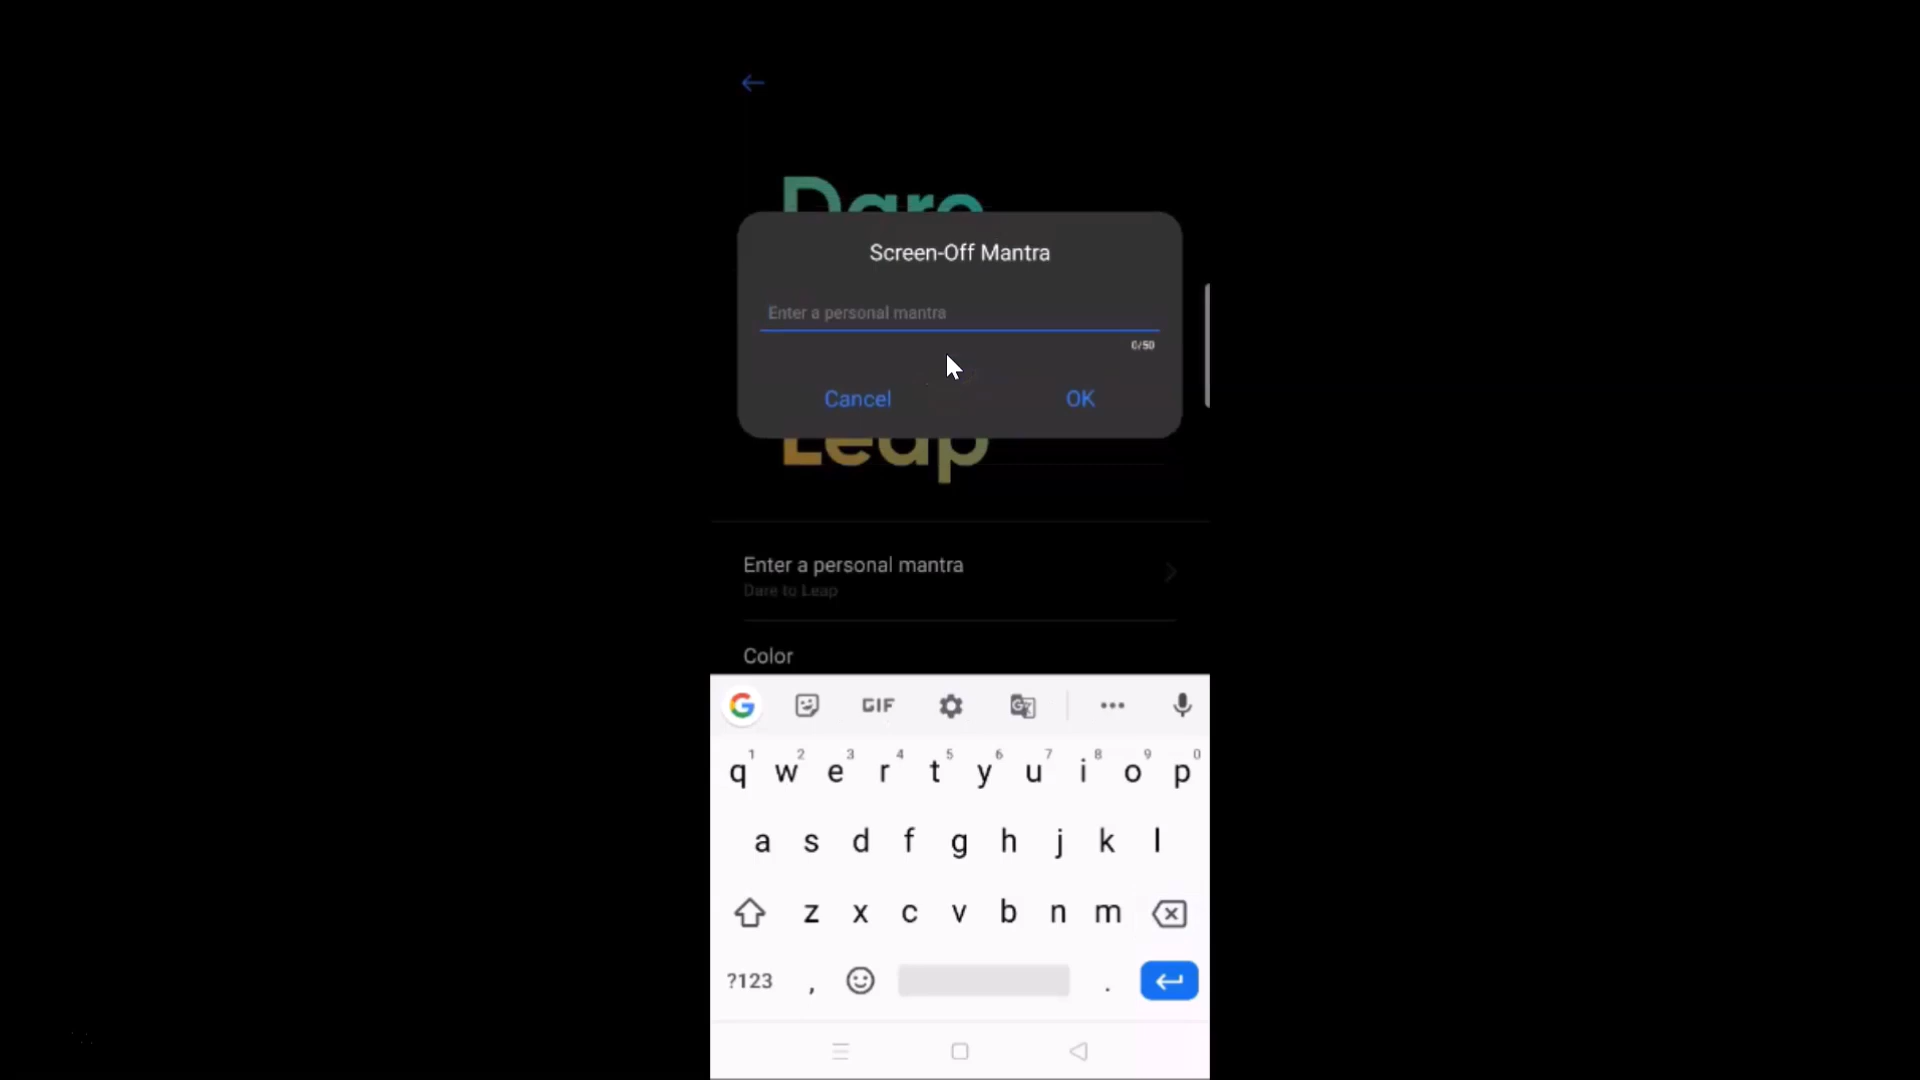 Dare
Screen-Off Mantra
Enter a personal mantra
0/50
Cancel OK
Leap
Enter a personal mantra
Dare to Leap
Color
G GIF G
1 2 3 4 5 6 7 8 9 0
q w e r t y u i o p
a s d f g h j k l
z x c v b n m
?123 , .